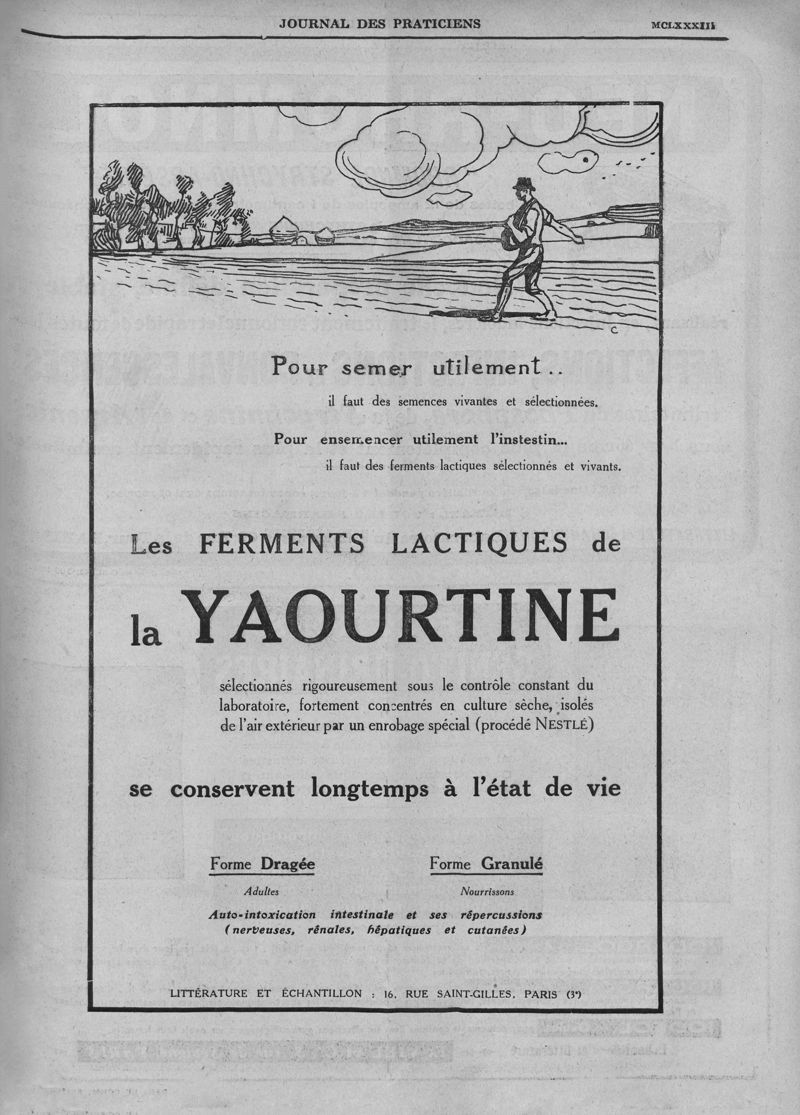 JOURNAL DES PRATICIENS
MCLXXXIII
C
Pour semer utilement..
il faut des semences vivantes et sélectionnées.
Pour ensemencer utilement l'instestin...
il faut des ferments lactiques sélectionnés et vivants.
Les FERMENTS LACTIQUES de
la YAOURTINE
sélectionnés rigoureusement sous le contrôle constant du
laboratoire, fortement concentrés en culture sèche, isolés
de l'air extérieur par un enrobage spécial (procédé NESTLÉ)
se conservent longtemps à l'état de vie
Forme Dragée Forme Granulé
Adultes Nourrissons
Auto-intoxication intestinale et ses répercussions
(nerveuses, rénales, hépatiques et cutanées)
LITTÉRATURE ET ÉCHANTILLON : 16, RUE SAINT-GILLES, PARIS (3e)